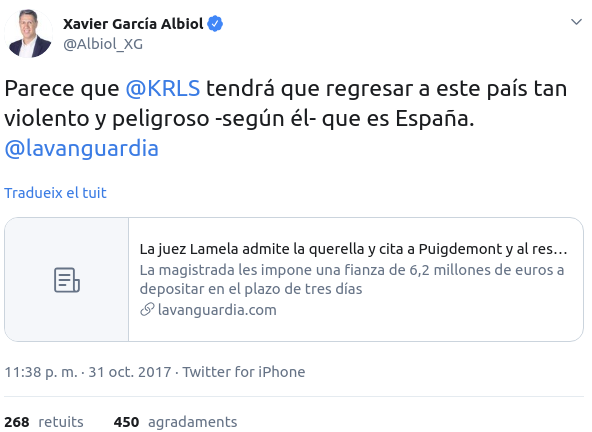 Xavier García Albiol
@Albiol_XG
Parece que @KRLS tendrá que regresar a este país tan
violento y peligroso -según él- que es España.
@lavanguardia
Tradueix el tuit
La juez Lamela admite la querella y cita a Puigdemont y al res...
La magistrada les impone una fianza de 6,2 millones de euros a
depositar en el plazo de tres días
lavanguardia.com
11:38 p. m. · 31 oct. 2017 · Twitter for iPhone
268 retuits 450 agradaments